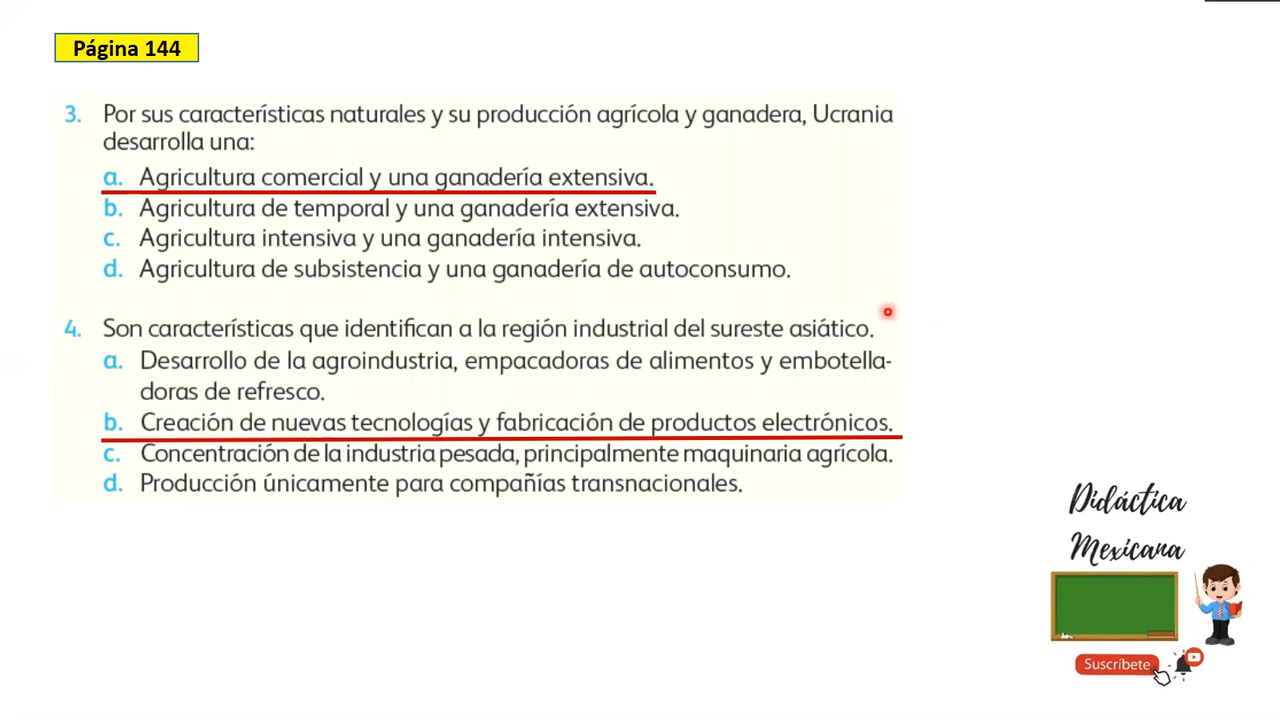 Página 144
3. Por sus características naturales y su producción agrícola y ganadera, Ucrania
desarrolla una:
a. Agricultura comercial y una ganadería extensiva.
b. Agricultura de temporal y una ganadería extensiva.
c. Agricultura intensiva y una ganadería intensiva.
d. Agricultura de subsistencia y una ganadería de autoconsumo.
4. Son características que identifican a la región industrial del sureste asiático.
a. Desarrollo de la agroindustria, empacadoras de alimentos y embotella-
doras de refresco.
b. Creación de nuevas tecnologías y fabricación de productos electrónicos.
c. Concentración de la industria pesada, principalmente maquinaria agrícola.
d. Producción únicamente para compañías transnacionales.
Didáctica
Mexicana
Suscríbete